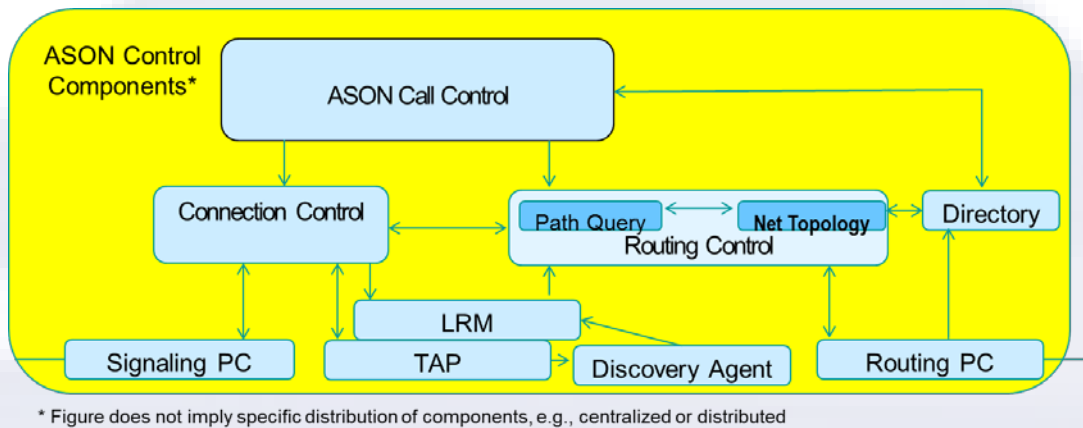 ASON Control
Components*
ASON Call Control
Connection Control
Path Query
Net Topology
Routing Control
Directory
LRM
Signaling PC
TAP
Discovery Agent
Routing PC
* Figure does not imply specific distribution of components, e.g., centralized or distributed